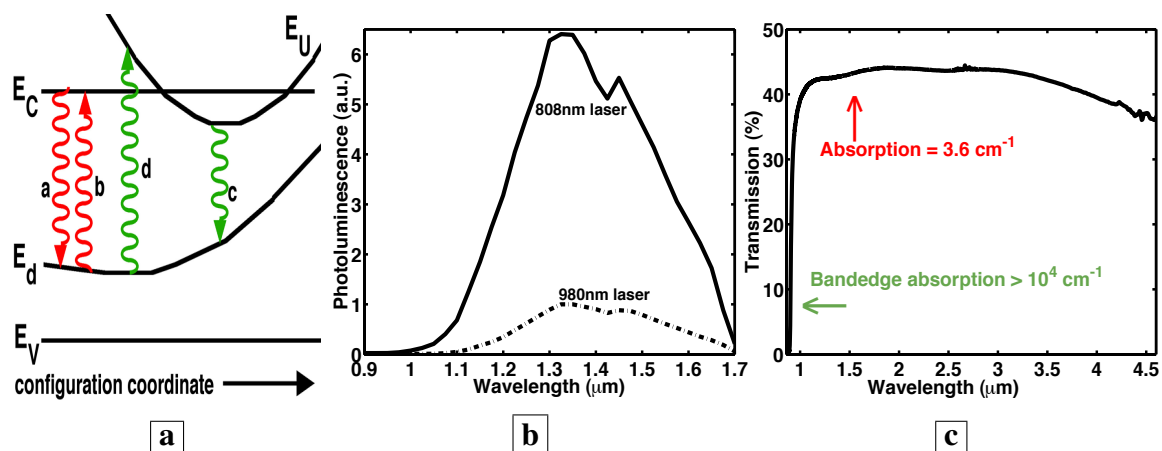 E_U
E_C
a
b
d
c
E_d
E_V
configuration coordinate
a
Photoluminescence (a.u.)
6
5
4
3
2
1
0
808nm laser
980nm laser
0.9 1 1.1 1.2 1.3 1.4 1.5 1.6 1.7
Wavelength (μm)
b
Transmission (%)
50
40
30
20
10
0
Absorption = 3.6 cm⁻¹
Bandedge absorption > 10⁴ cm⁻¹
1 1.5 2 2.5 3 3.5 4 4.5
Wavelength (μm)
c